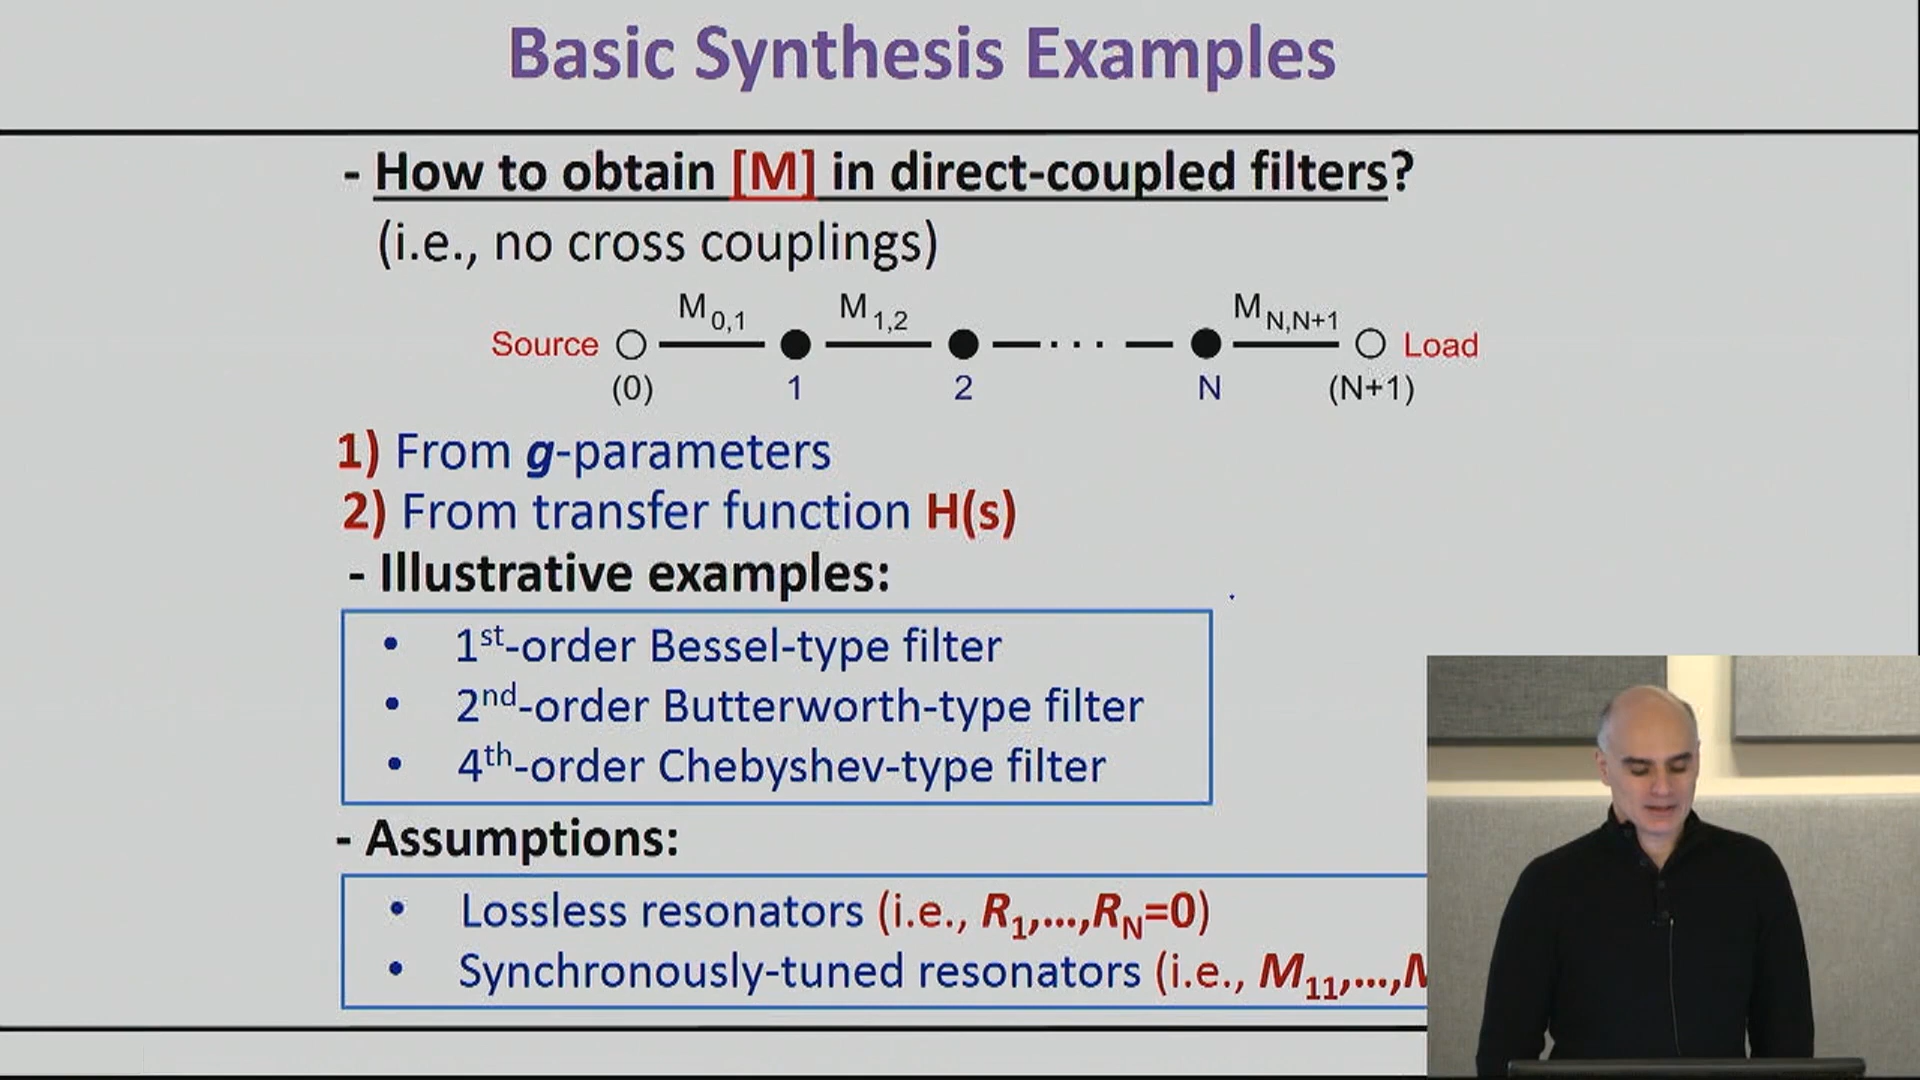 Basic Synthesis Examples
- How to obtain [M] in direct-coupled filters?
(i.e., no cross couplings)
M0,1 M1,2 MN,N+1
Source Load
(0) 1 2 N (N+1)
1) From g-parameters
2) From transfer function H(s)
- Illustrative examples:
• 1st-order Bessel-type filter
• 2nd-order Butterworth-type filter
• 4th-order Chebyshev-type filter
- Assumptions:
• Lossless resonators (i.e., R1,...,RN=0)
• Synchronously-tuned resonators (i.e., M11,...,